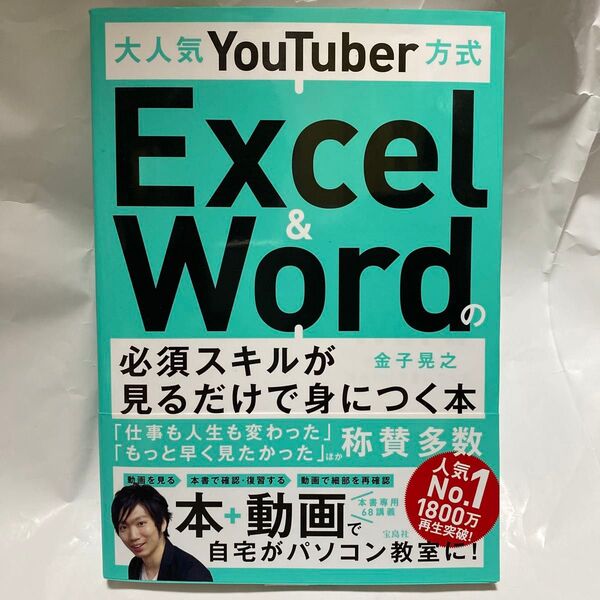 大人気YouTuber方式
Excel
&
Wordの
必須スキルが
金子晃之
見るだけで身につく本
「仕事も人生も変わった」
「もっと早く見たかった」ほか
称賛多数
動画を見る
本書で確認・復習する
動画で細部を再確認
本+動画で
本書専用
68講義
自宅がパソコン教室に!
宝島社
人気
No.1
1800万
再生突破!